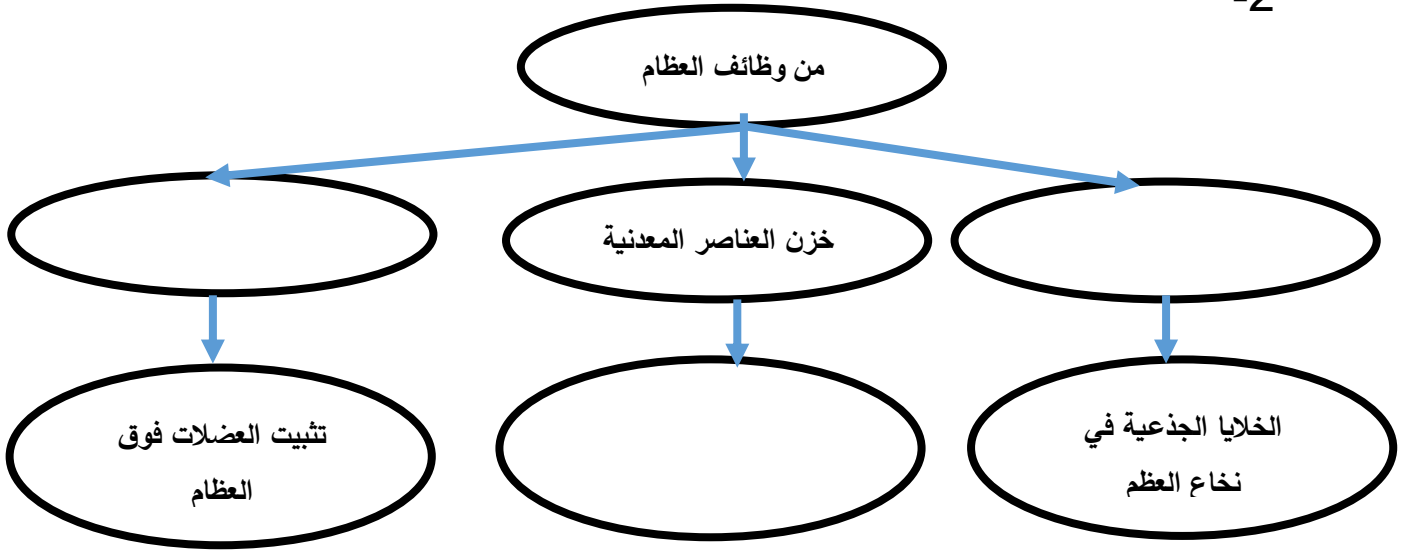 -2
من وظائف العظام
خزن العناصر المعدنية
الخلايا الجذعية في
نخاع العظم
تثبيت العضلات فوق
العظام